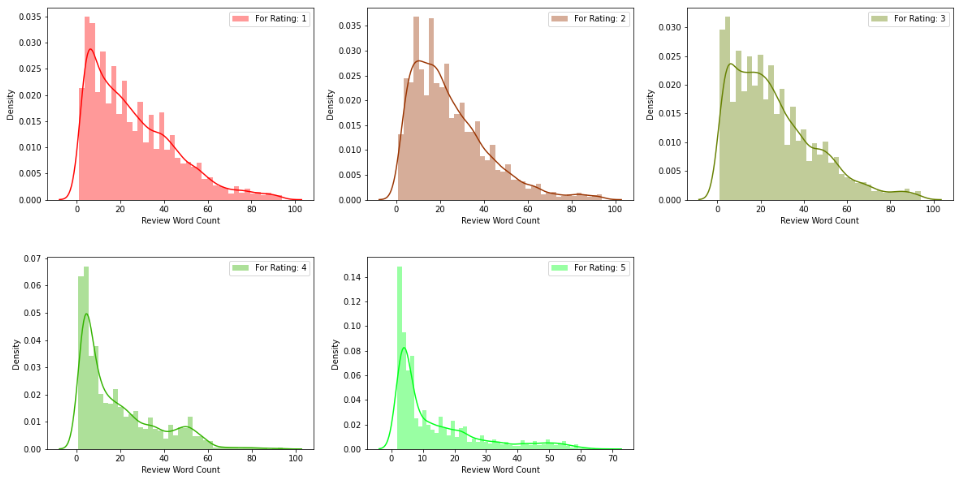 For Rating: 1
0.035
0.030
0.025
0.020
0.015
0.010
0.005
0.000
Density
0 20 40 60 80 100
Review Word Count
For Rating: 2
0.035
0.030
0.025
0.020
0.015
0.010
0.005
0.000
Density
0 20 40 60 80 100
Review Word Count
For Rating: 3
0.030
0.025
0.020
0.015
0.010
0.005
0.000
Density
0 20 40 60 80 100
Review Word Count
For Rating: 4
0.07
0.06
0.05
0.04
0.03
0.02
0.01
0.00
Density
0 20 40 60 80 100
Review Word Count
For Rating: 5
0.14
0.12
0.10
0.08
0.06
0.04
0.02
0.00
Density
0 10 20 30 40 50 60 70
Review Word Count